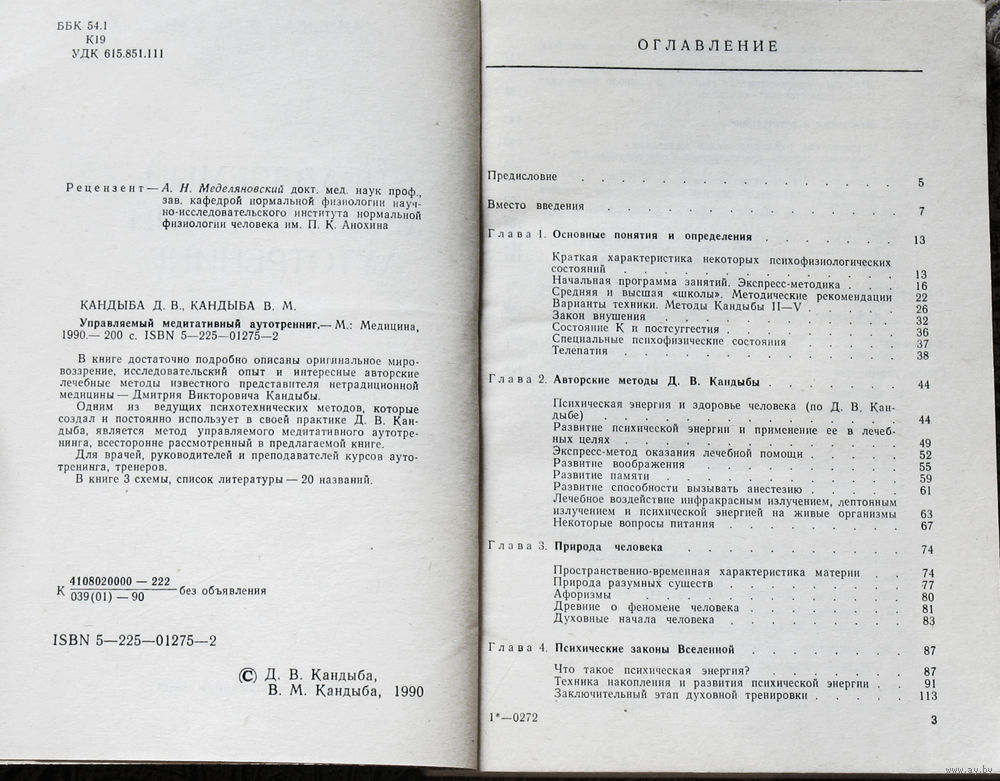 ББК 54.1
К19
УДК 615.851.111
Рецензент — А. Н. Меделяновский докт. мед. наук проф.,
зав. кафедрой нормальной физиологии науч-
но-исследовательского института нормальной
физиологии человека им. П. К. Анохина
КАНДЫБА Д. В., КАНДЫБА В. М.
Управляемый медитативный аутотренинг.— М.: Медицина,
1990.— 200 с. ISBN 5—225—01275—2
В книге достаточно подробно описаны оригинальное миро-
воззрение, исследовательский опыт и интересные авторские
лечебные методы известного представителя нетрадиционной
медицины — Дмитрия Викторовича Кандыбы.
Одним из ведущих психотехнических методов, которые
создал и постоянно использует в своей практике Д. В. Кан-
дыба, является метод управляемого медитативного аутотре-
нинга, всесторонне рассмотренный в предлагаемой книге.
Для врачей, руководителей и преподавателей курсов ауто-
тренинга, тренеров.
В книге 3 схемы, список литературы — 20 названий.
К 4108020000 — 222 без объявления
039(01) — 90
ISBN 5—225—01275—2
© Д. В. Кандыба,
В. М. Кандыба, 1990
ОГЛАВЛЕНИЕ
Предисловие . . . . . . . . . . . . . . . . 5
Вместо введения . . . . . . . . . . . . . . . 7
Глава 1. Основные понятия и определения . . . . . . . 13
Краткая характеристика некоторых психофизиологических
состояний . . . . . . . . . . . . . 13
Начальная программа занятий. Экспресс-методика . . . 16
Средняя и высшая «школы». Методические рекомендации 22
Варианты техники. Методы Кандыбы II—V . . . . . 26
Закон внушения . . . . . . . . . . . 32
Состояние К и постсуггестия . . . . . . . . 36
Специальные психофизические состояния . . . . . 37
Телепатия . . . . . . . . . . . . . 38
Глава 2. Авторские методы Д. В. Кандыбы . . . . . . . 44
Психическая энергия и здоровье человека (по Д. В. Кан-
дыбе) . . . . . . . . . . . . . . 44
Развитие психической энергии и применение ее в лечеб-
ных целях . . . . . . . . . . . . . 49
Экспресс-метод оказания лечебной помощи . . . . . 52
Развитие воображения . . . . . . . . . 55
Развитие памяти . . . . . . . . . . . 59
Развитие способности вызывать анестезию . . . . . 61
Лечебное воздействие инфракрасным излучением, лептонным
излучением и психической энергией на живые организмы 63
Некоторые вопросы питания . . . . . . . . 67
Глава 3. Природа человека . . . . . . . . . . 74
Пространственно-временная характеристика материи . . 74
Природа разумных существ . . . . . . . . 77
Афоризмы . . . . . . . . . . . . 80
Древние о феномене человека . . . . . . . 81
Духовные начала человека . . . . . . . . 83
Глава 4. Психические законы Вселенной . . . . . . . 87
Что такое психическая энергия? . . . . . . . 87
Техника накопления и развития психической энергии . . 91
Заключительный этап духовной тренировки . . . . . 113
1*—0272
3
www.ay.by